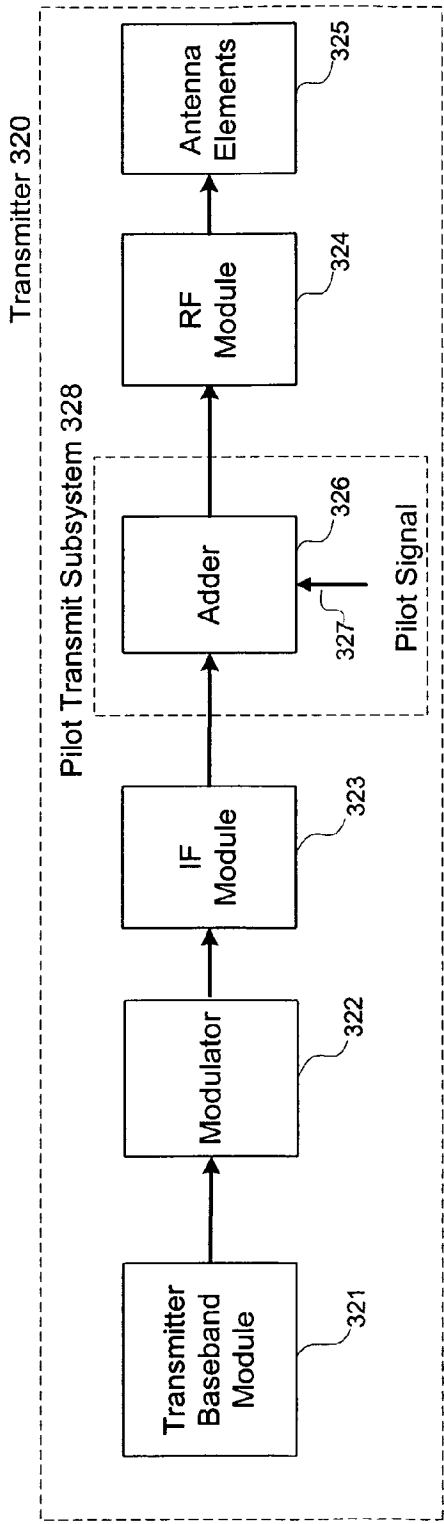 Transmitter 320
Pilot Transmit Subsystem 328
Transmitter
Baseband
Module
321
Modulator
322
IF
Module
323
Adder
326
327
Pilot Signal
RF
Module
324
Antenna
Elements
325